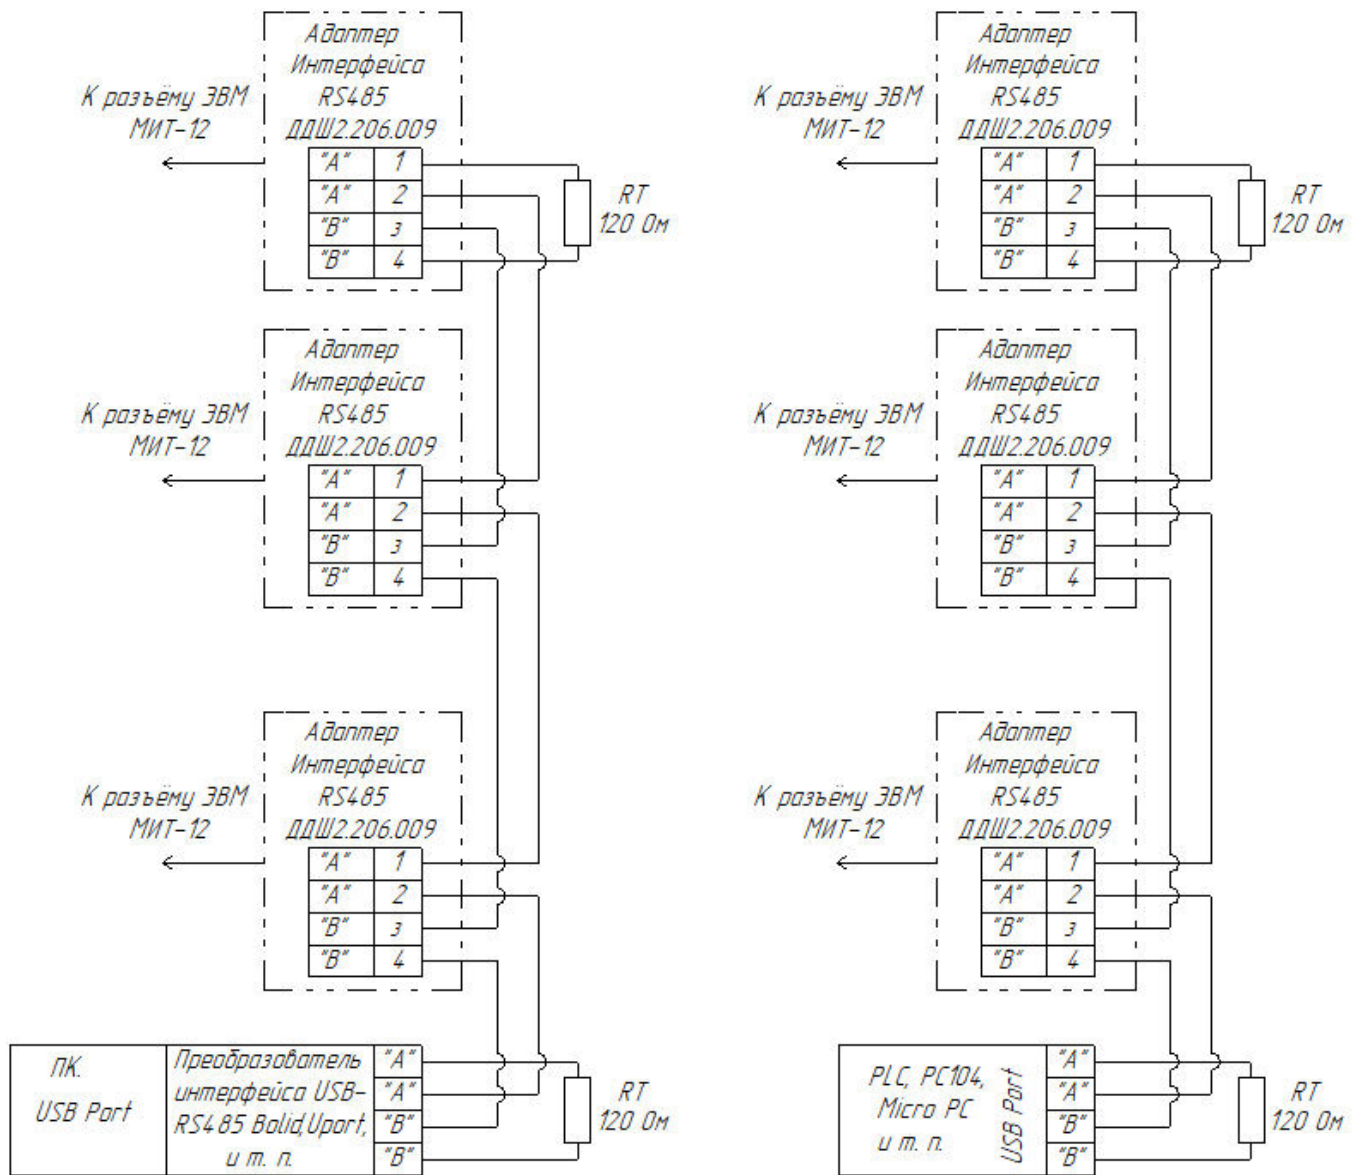 Адаптер
Интерфейса
RS485
ДДШ2.206.009
К разъёму ЭВМ
МИТ-12
"А" 1
"А" 2
"В" 3
"В" 4
RT
120 Ом
Адаптер
Интерфейса
RS485
ДДШ2.206.009
К разъёму ЭВМ
МИТ-12
"А" 1
"А" 2
"В" 3
"В" 4
Адаптер
Интерфейса
RS485
ДДШ2.206.009
К разъёму ЭВМ
МИТ-12
"А" 1
"А" 2
"В" 3
"В" 4
ПК.
USB Port
Преобразователь
интерфейса USB-
RS485 Bolid,Uport,
и т. п.
"А"
"А"
"В"
"В"
RT
120 Ом
Адаптер
Интерфейса
RS485
ДДШ2.206.009
К разъёму ЭВМ
МИТ-12
"А" 1
"А" 2
"В" 3
"В" 4
RT
120 Ом
Адаптер
Интерфейса
RS485
ДДШ2.206.009
К разъёму ЭВМ
МИТ-12
"А" 1
"А" 2
"В" 3
"В" 4
Адаптер
Интерфейса
RS485
ДДШ2.206.009
К разъёму ЭВМ
МИТ-12
"А" 1
"А" 2
"В" 3
"В" 4
PLC, PC104,
Micro PC
и т. п.
USB Port
"А"
"А"
"В"
"В"
RT
120 Ом